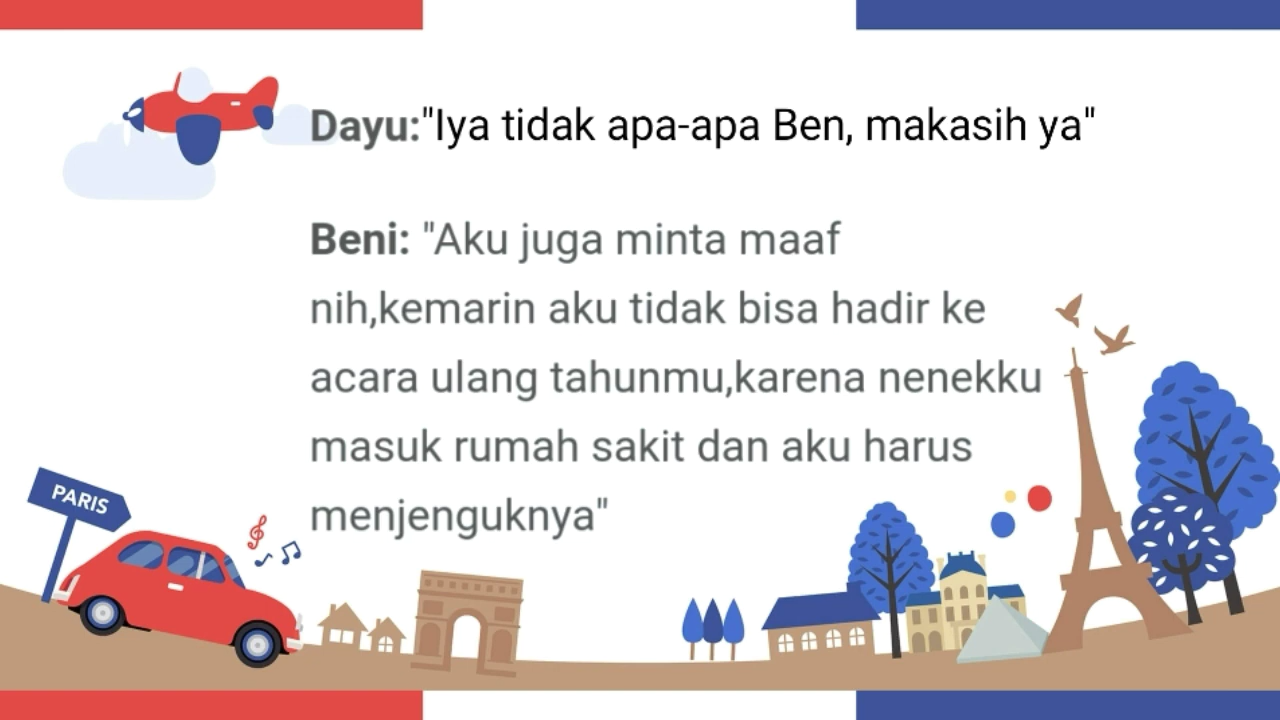 Dayu:"Iya tidak apa-apa Ben, makasih ya"
Beni: "Aku juga minta maaf
nih,kemarin aku tidak bisa hadir ke
acara ulang tahunmu,karena nenekku
masuk rumah sakit dan aku harus
menjenguknya"
PARIS